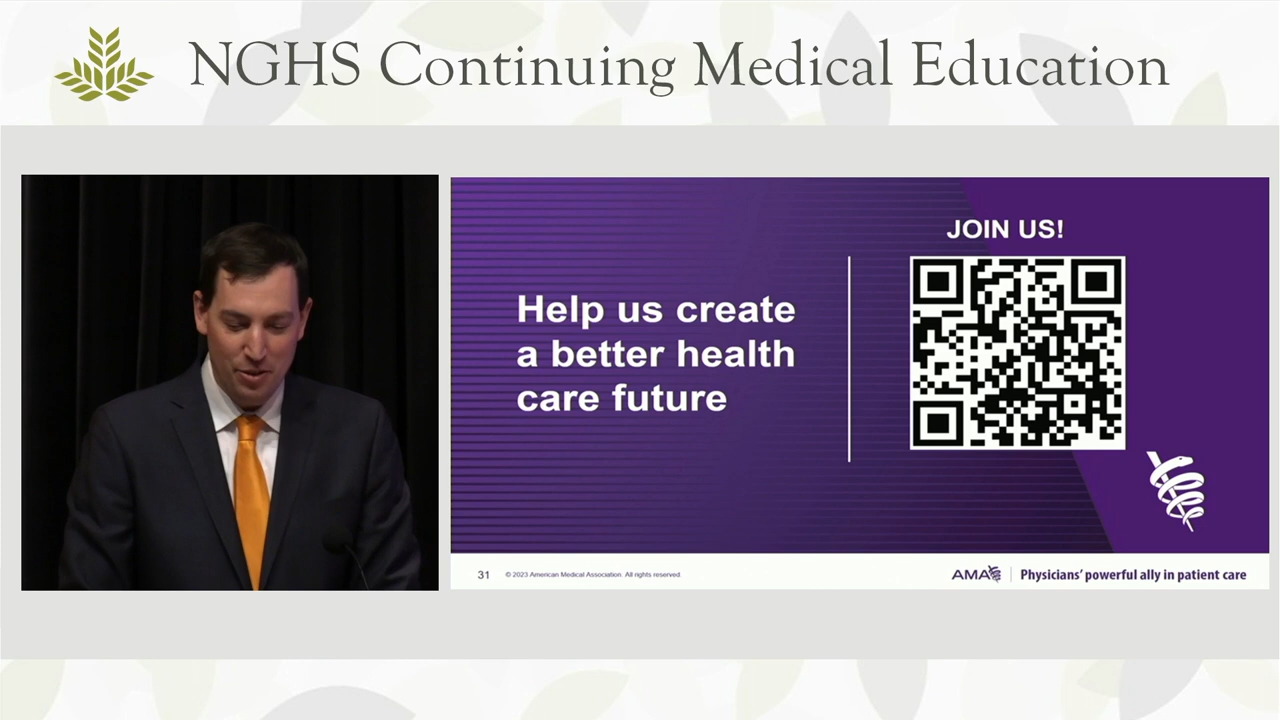 NGHS Continuing Medical Education
JOIN US!
Help us create
a better health
care future
31
© 2023 American Medical Association. All rights reserved.
AMA
Physicians' powerful ally in patient care